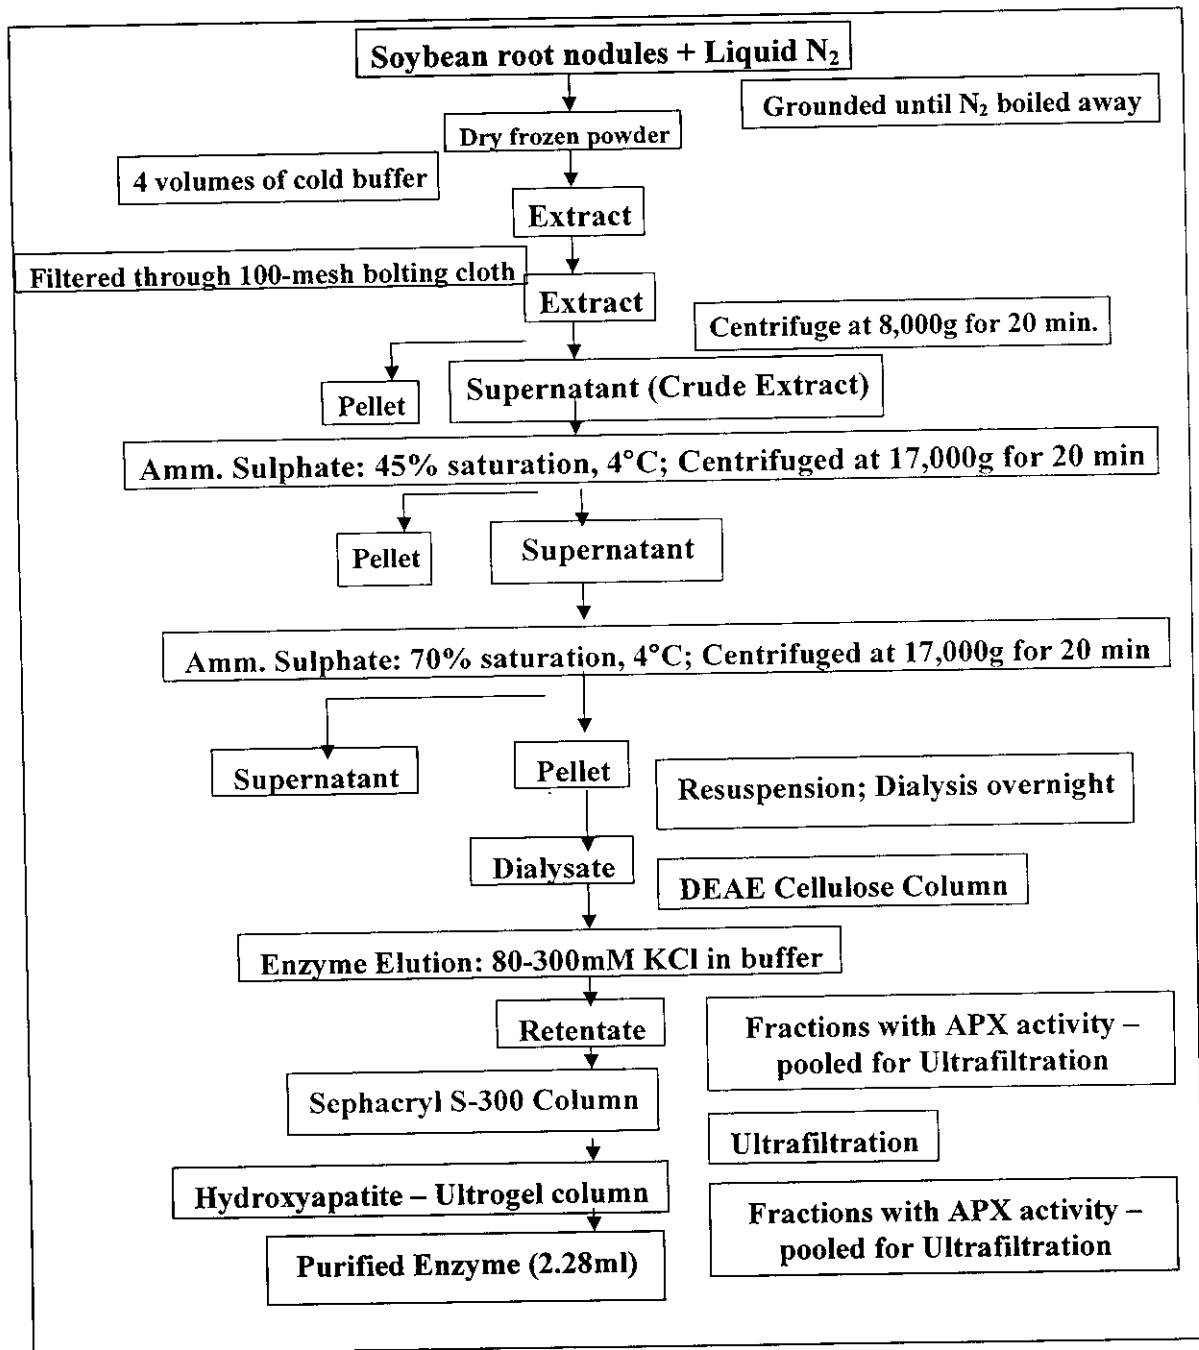 Soybean root nodules + Liquid N₂
Grounded until N₂ boiled away
Dry frozen powder
4 volumes of cold buffer
Extract
Filtered through 100-mesh bolting cloth
Extract
Centrifuge at 8,000g for 20 min.
Supernatant (Crude Extract)
Pellet
Amm. Sulphate: 45% saturation, 4°C; Centrifuged at 17,000g for 20 min
Pellet
Supernatant
Amm. Sulphate: 70% saturation, 4°C; Centrifuged at 17,000g for 20 min
Supernatant
Pellet
Resuspension; Dialysis overnight
Dialysate
DEAE Cellulose Column
Enzyme Elution: 80-300mM KCl in buffer
Retentate
Fractions with APX activity –
pooled for Ultrafiltration
Sephacryl S-300 Column
Ultrafiltration
Hydroxyapatite – Ultrogel column
Fractions with APX activity –
pooled for Ultrafiltration
Purified Enzyme (2.28ml)